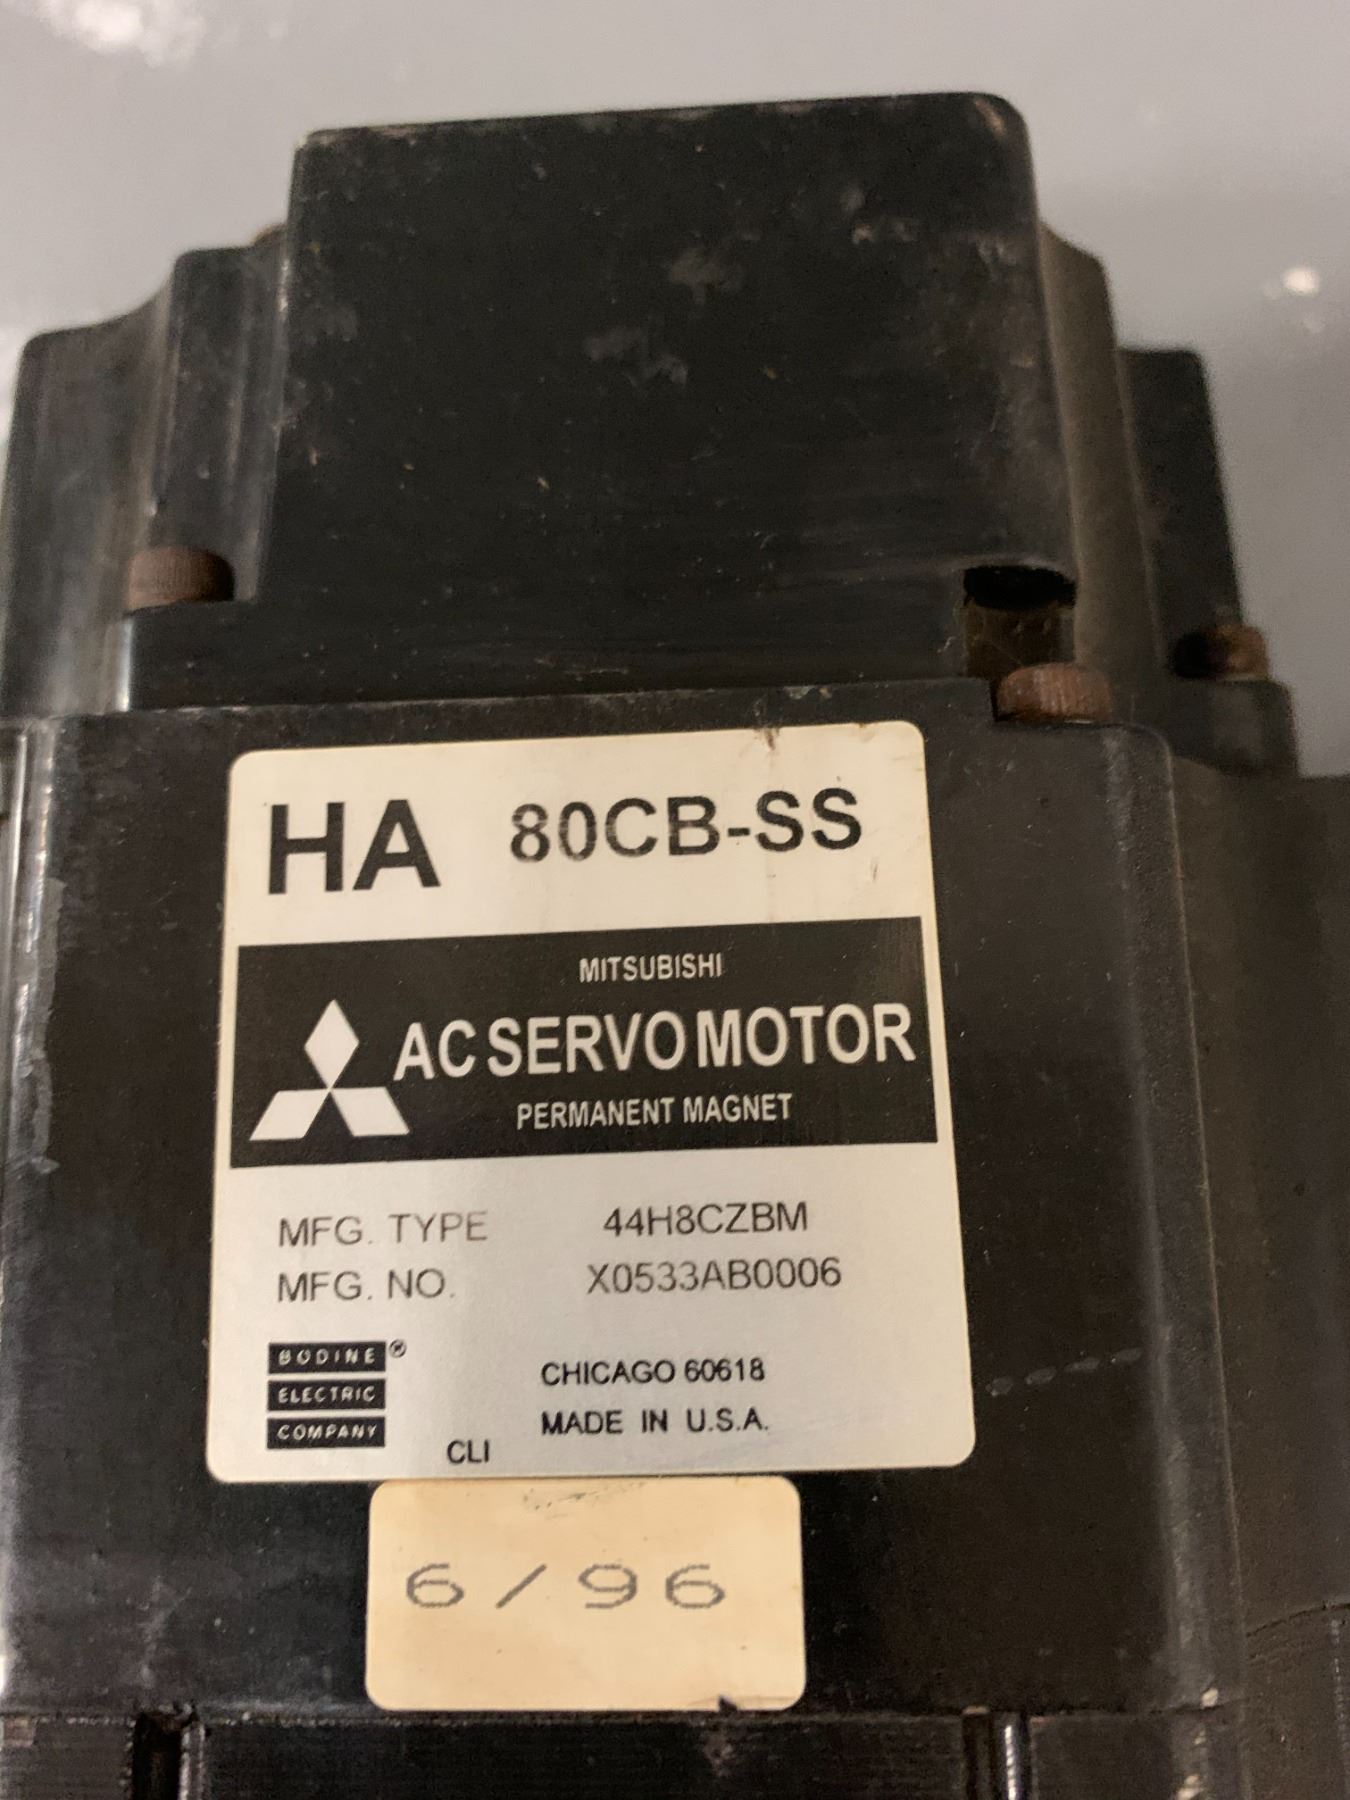 HA 80CB-SS
MITSUBISHI
AC SERVO MOTOR
PERMANENT MAGNET
MFG. TYPE 44H8CZBM
MFG. NO. X0533AB0006
BODINE®
ELECTRIC
COMPANY
CHICAGO 60618
MADE IN U.S.A.
CLI
6/96